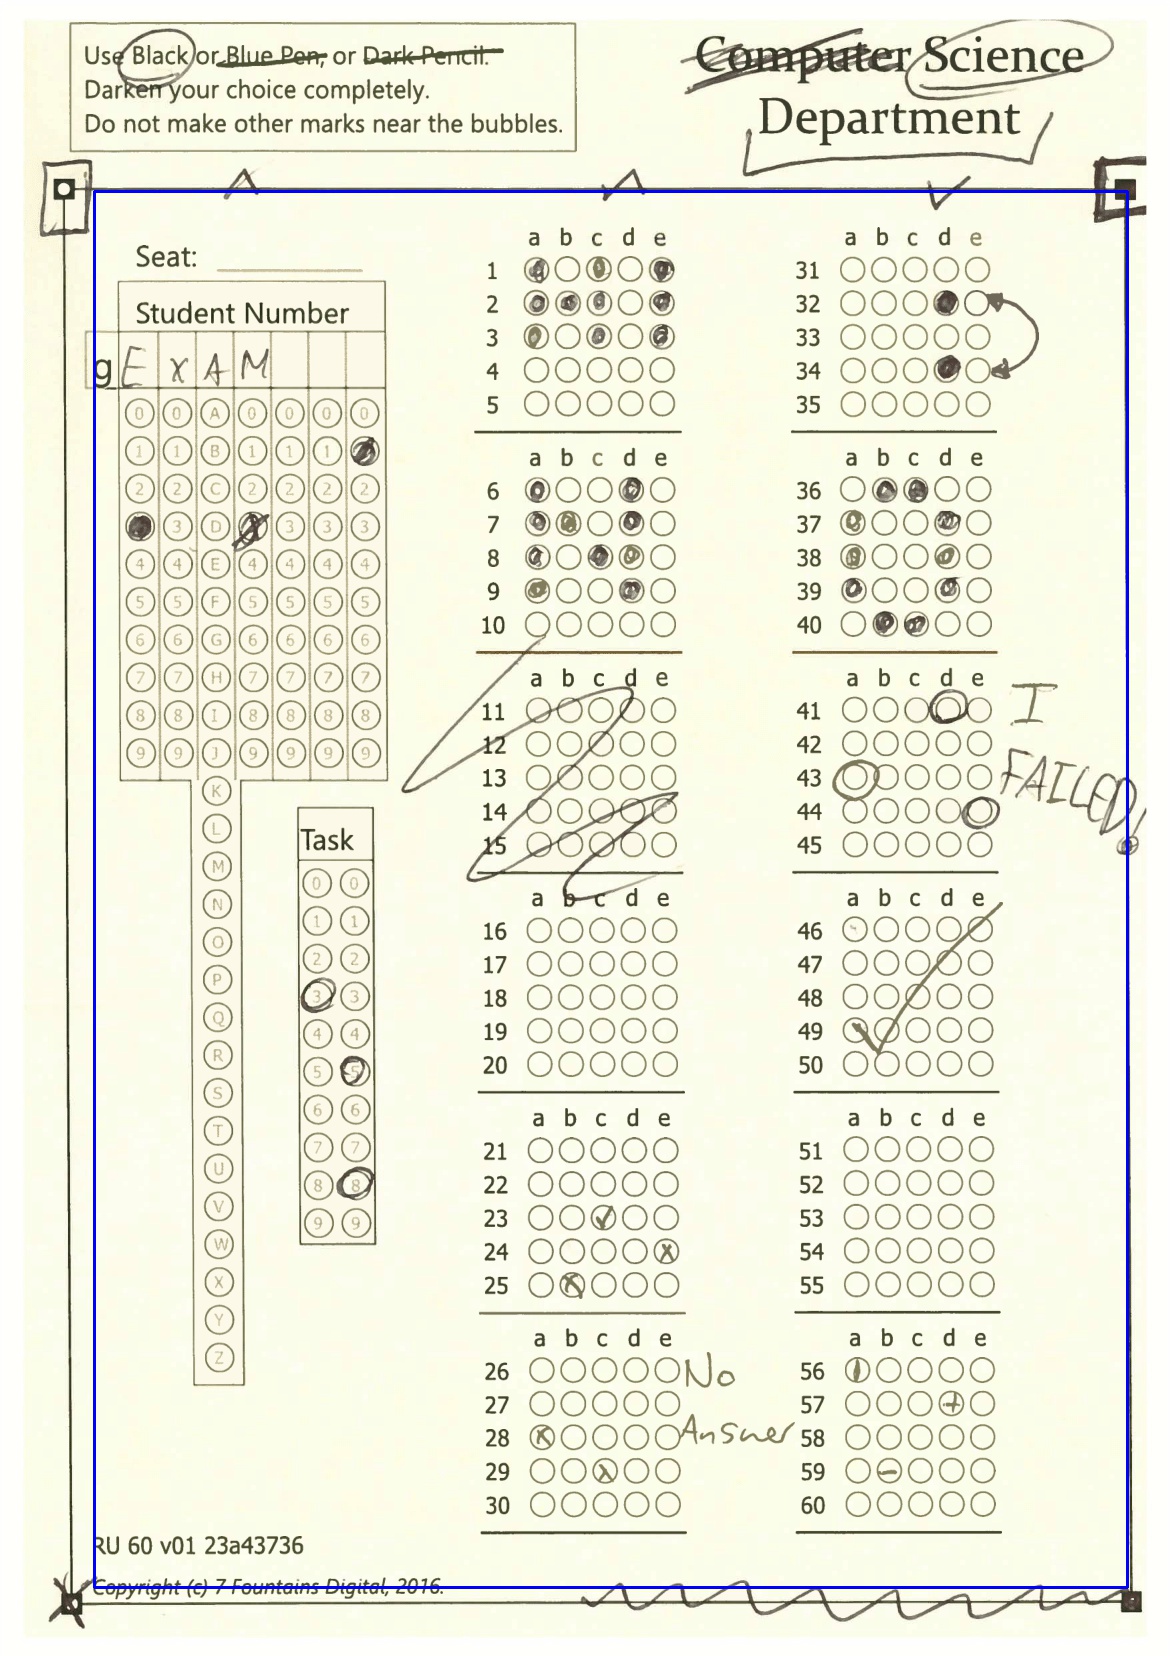 Use Black or Blue Pen, or Dark Pencil.
Darken your choice completely.
Do not make other marks near the bubbles.
Computer Science
Department
Seat:
Student Number
g E X A M
0 0 A 0 0 0 0
1 1 B 1 1 1
2 2 C 2 2 2 2
3 D 3 3 3
4 4 E 4 4 4 4
5 5 F 5 5 5 5
6 6 G 6 6 6 6
7 7 H 7 7 7 7
8 8 I 8 8 8 8
9 9 J 9 9 9 9
K
L
M
N
O
P
Q
R
S
T
U
V
W
X
Y
Z
Task
0 0
1 1
2 2
3 3
4 4
5 5
6 6
7 7
8 8
9 9
a b c d e
1
2
3
4
5
a b c d e
6
7
8
9
10
a b c d e
11
12
13
14
15
a b c d e
16
17
18
19
20
a b c d e
21
22
23
24
25
a b c d e
26 No
27
28 Answer
29
30
a b c d e
31
32
33
34
35
a b c d e
36
37
38
39
40
a b c d e
41 I
42
43 FAILED!
44
45
a b c d e
46
47
48
49
50
a b c d e
51
52
53
54
55
a b c d e
56
57
58
59
60
RU 60 v01 23a43736
Copyright (c) 7 Fountains Digital, 2016.